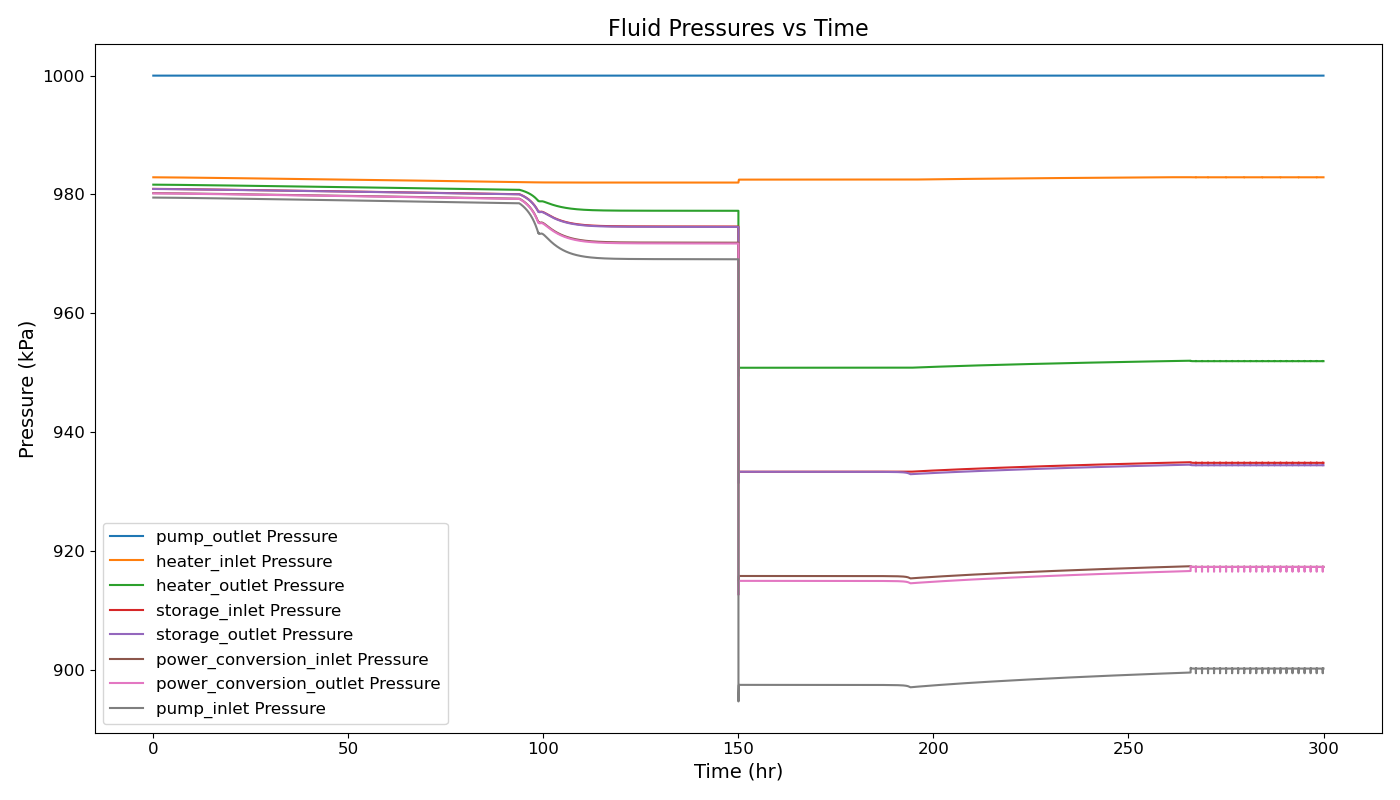 Fluid Pressures vs Time
Pressure (kPa)
1000
980
960
940
920
900
pump_outlet Pressure
heater_inlet Pressure
heater_outlet Pressure
storage_inlet Pressure
storage_outlet Pressure
power_conversion_inlet Pressure
power_conversion_outlet Pressure
pump_inlet Pressure
0 50 100 150 200 250 300
Time (hr)